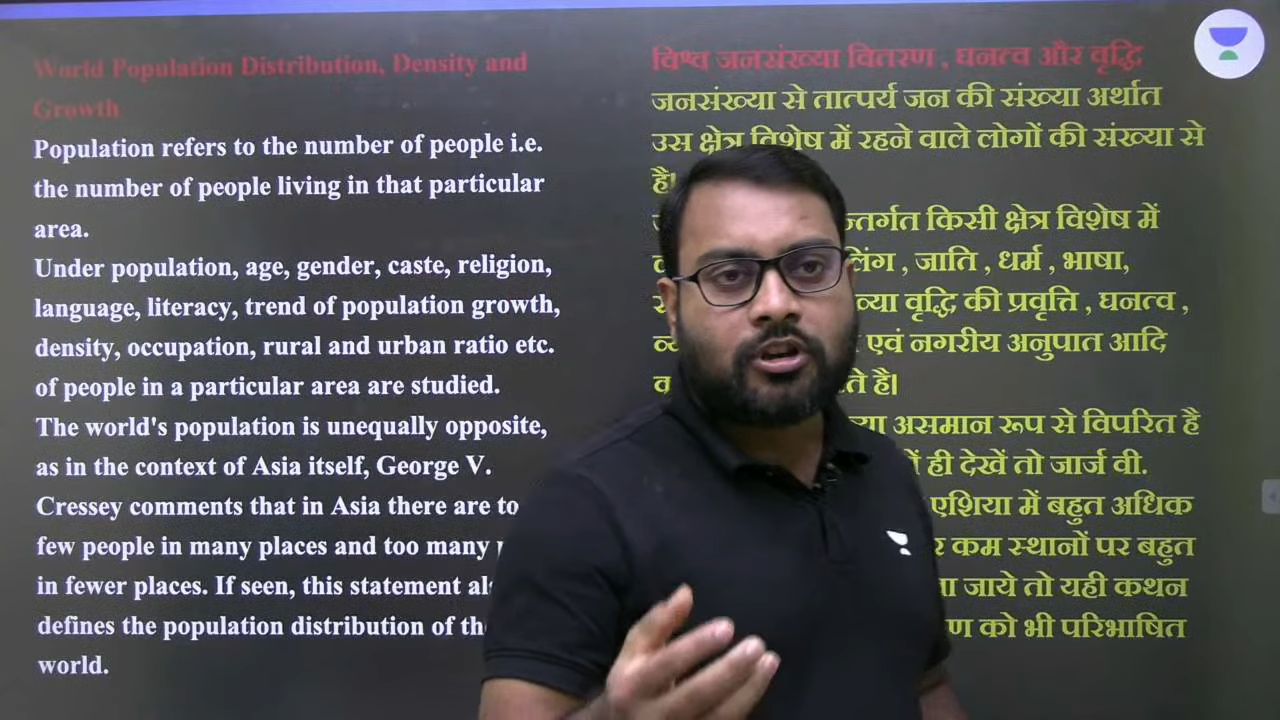 World Population Distribution, Density and
Growth
Population refers to the number of people i.e.
the number of people living in that particular
area.
Under population, age, gender, caste, religion,
language, literacy, trend of population growth,
density, occupation, rural and urban ratio etc.
of people in a particular area are studied.
The world's population is unequally opposite,
as in the context of Asia itself, George V.
Cressey comments that in Asia there are to
few people in many places and too many
in fewer places. If seen, this statement
defines the population distribution of
world.
विश्व जनसंख्या वितरण , घनत्व और वृद्धि
जनसंख्या से तात्पर्य जन की संख्या अर्थात
उस क्षेत्र विशेष में रहने वाले लोगों की संख्या से
है।
किसी क्षेत्र विशेष में
लिंग , जाति , धर्म , भाषा,
वृद्धि की प्रवृत्ति , घनत्व ,
एवं नगरीय अनुपात आदि
है।
असमान रूप से विपरित है
ही देखें तो जार्ज वी.
एशिया में बहुत अधिक
कम स्थानों पर बहुत
जाये तो यही कथन
को भी परिभाषित